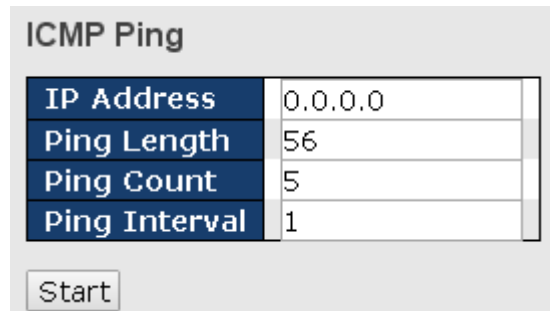 ICMP Ping
IP Address 0.0.0.0
Ping Length 56
Ping Count 5
Ping Interval 1
Start